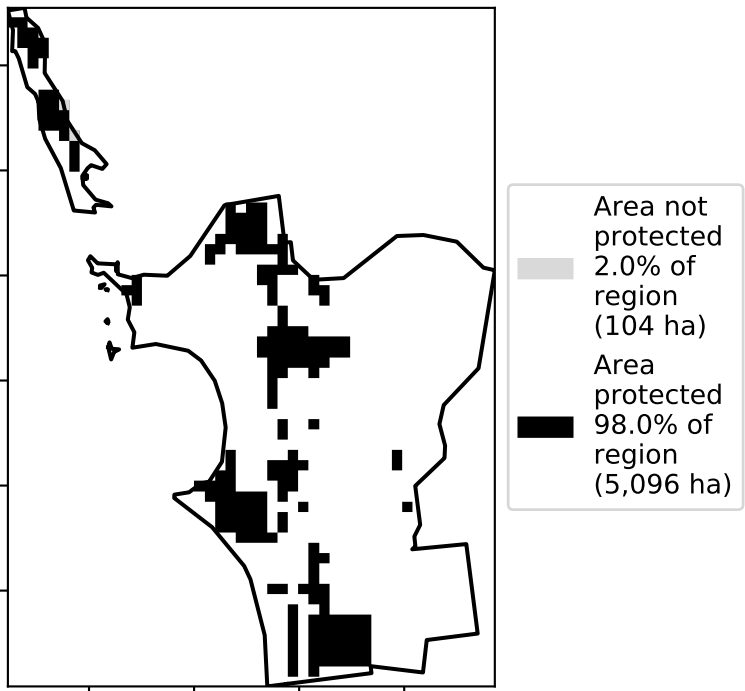 Area not
protected
2.0% of
region
(104 ha)
Area
protected
98.0% of
region
(5,096 ha)